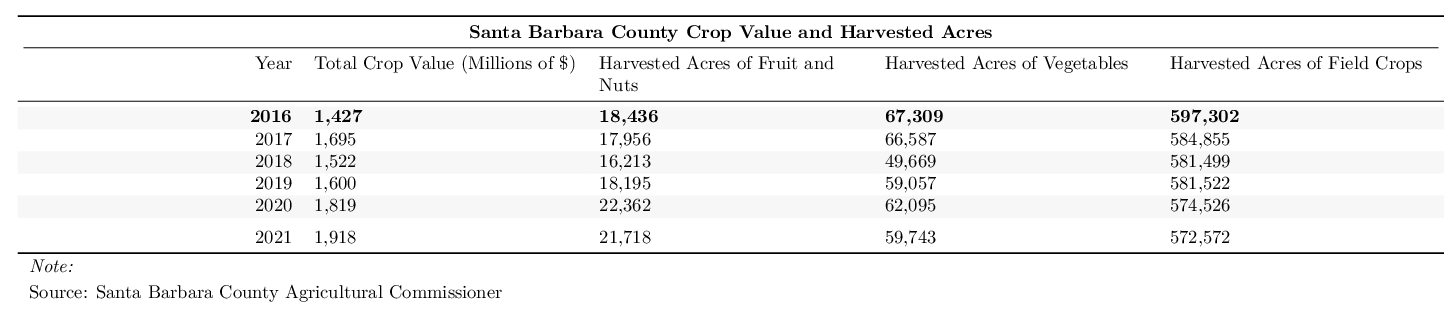 Santa Barbara County Crop Value and Harvested Acres
Year Total Crop Value (Millions of $) Harvested Acres of Fruit and Nuts Harvested Acres of Vegetables Harvested Acres of Field Crops
2016 1,427 18,436 67,309 597,302
2017 1,695 17,956 66,587 584,855
2018 1,522 16,213 49,669 581,499
2019 1,600 18,195 59,057 581,522
2020 1,819 22,362 62,095 574,526
2021 1,918 21,718 59,743 572,572
Note:
Source: Santa Barbara County Agricultural Commissioner